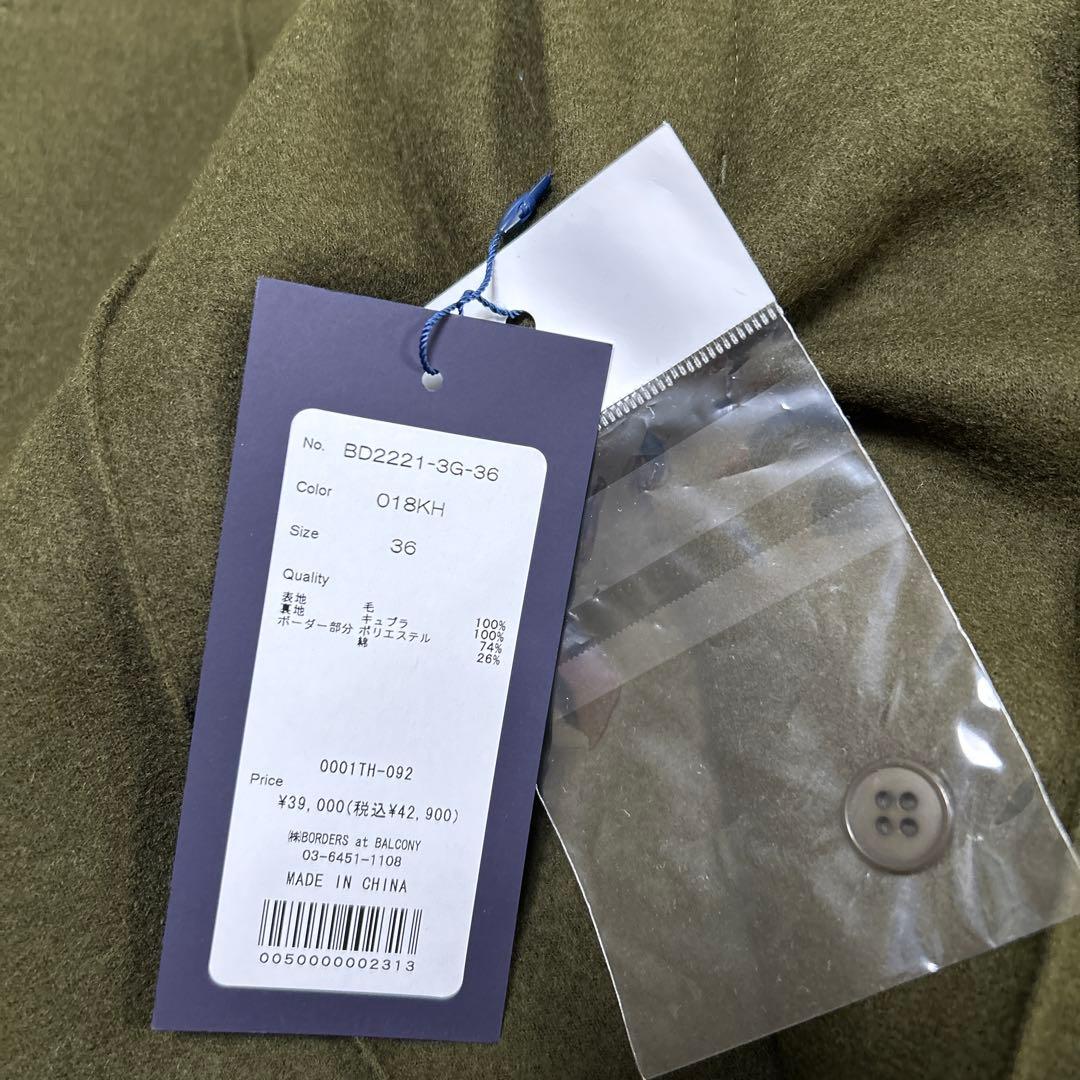 No. BD2221-3G-36
Color 018KH
Size 36
Quality
表地 毛 100%
裏地 キュプラ 100%
ボーダー部分 ポリエステル 74%
綿 26%
0001TH-092
Price
¥39,000(税込¥42,900)
㈱BORDERS at BALCONY
03-6451-1108
MADE IN CHINA
0050000002313